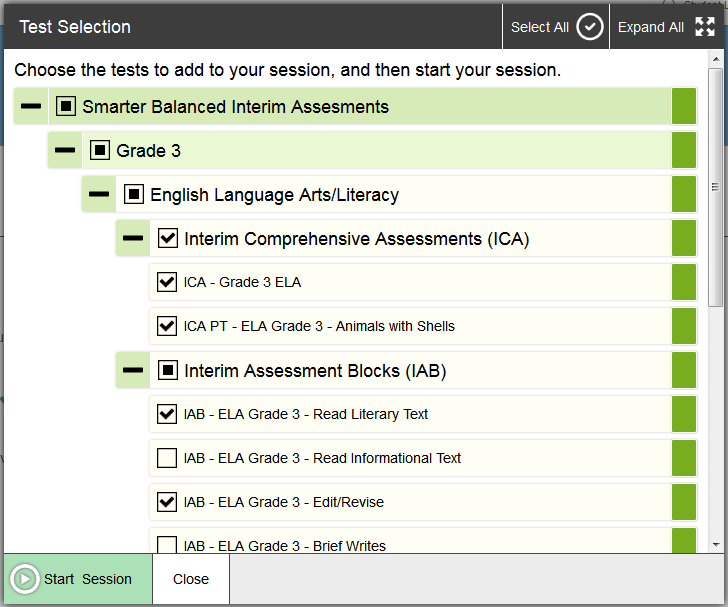 Test Selection
Select All
Expand All
Choose the tests to add to your session, and then start your session.
Smarter Balanced Interim Assesments
Grade 3
English Language Arts/Literacy
Interim Comprehensive Assessments (ICA)
ICA - Grade 3 ELA
ICA PT - ELA Grade 3 - Animals with Shells
Interim Assessment Blocks (IAB)
IAB - ELA Grade 3 - Read Literary Text
IAB - ELA Grade 3 - Read Informational Text
IAB - ELA Grade 3 - Edit/Revise
IAB - ELA Grade 3 - Brief Writes
Start Session
Close